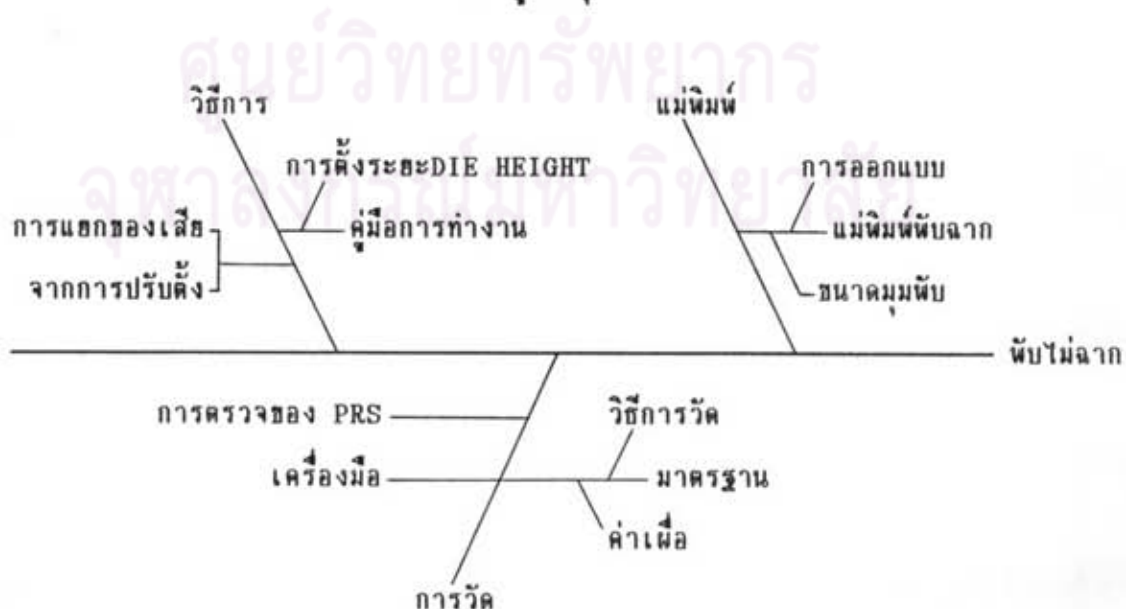 ศูนย์วิทยทรัพยากร
จุฬาลงกรณ์มหาวิทยาลัย
วิธีการ
แม่พิมพ์
การตั้งระยะDIE HEIGHT
การออกแบบ
การแยกของเสีย
คู่มือการทำงาน
แม่พิมพ์พับฉาก
จากการปรับตั้ง
ขนาดมุมพับ
พับไม่ฉาก
การตรวจของ PRS
วิธีการวัด
เครื่องมือ
มาตรฐาน
ค่าเผื่อ
การวัด